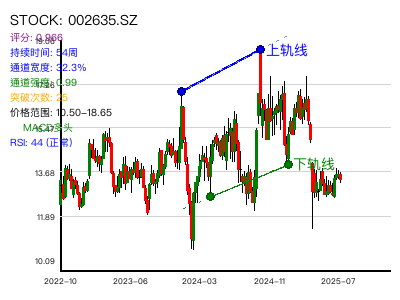 STOCK: 002635.SZ
评分: 0.966
持续时间: 54周
通道宽度: 32.3%
通道强度: 0.99
突破次数: 25
价格范围: 10.50-18.65
MACD多头
RSI: 44 (正常)
上轨线
下轨线
13.68
11.89
10.09
2022-10
2023-06
2024-03
2024-11
2025-07